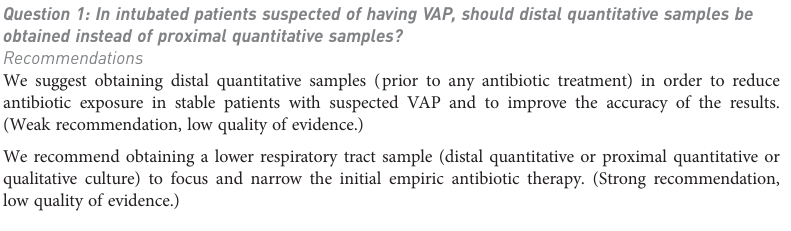 Question 1: In intubated patients suspected of having VAP, should distal quantitative samples be
obtained instead of proximal quantitative samples?
Recommendations
We suggest obtaining distal quantitative samples (prior to any antibiotic treatment) in order to reduce
antibiotic exposure in stable patients with suspected VAP and to improve the accuracy of the results.
(Weak recommendation, low quality of evidence.)
We recommend obtaining a lower respiratory tract sample (distal quantitative or proximal quantitative or
qualitative culture) to focus and narrow the initial empiric antibiotic therapy. (Strong recommendation,
low quality of evidence.)